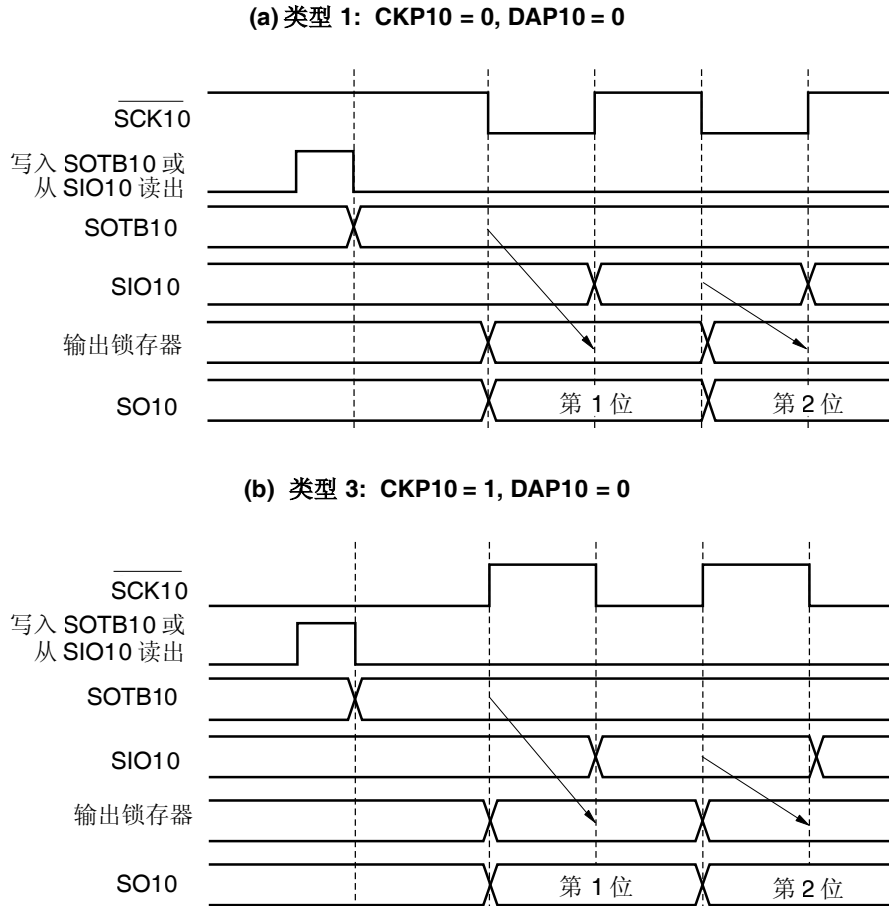 (a) 类型 1: CKP10 = 0, DAP10 = 0
SCK10
写入 SOTB10 或
从 SIO10 读出
SOTB10
SIO10
输出锁存器
SO10
第 1 位
第 2 位
(b) 类型 3: CKP10 = 1, DAP10 = 0
SCK10
写入 SOTB10 或
从 SIO10 读出
SOTB10
SIO10
输出锁存器
SO10
第 1 位
第 2 位